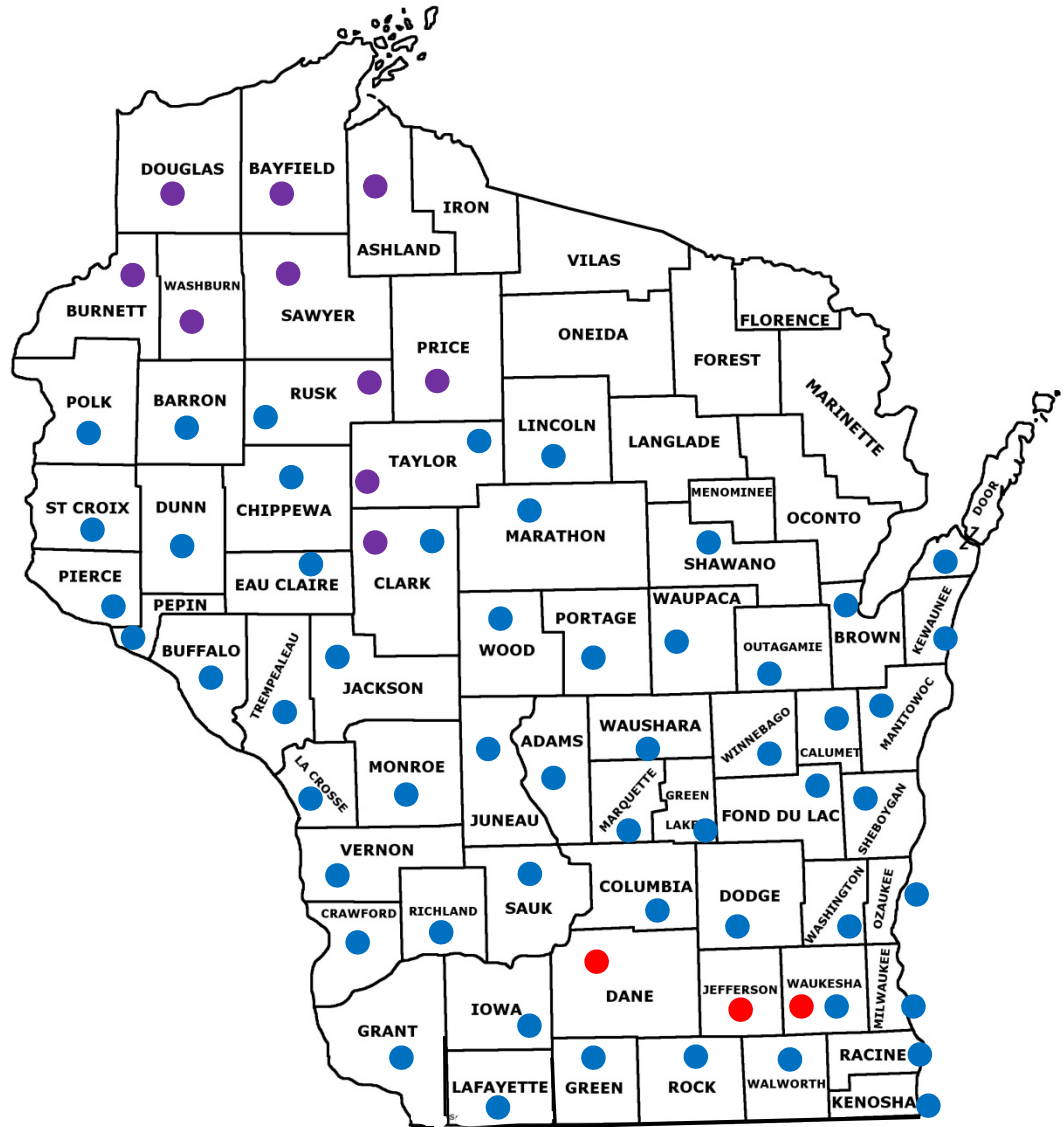 DOUGLAS
BAYFIELD
IRON
ASHLAND
VILAS
WASHBURN
BURNETT
SAWYER
FLORENCE
ONEIDA
PRICE
FOREST
RUSK
POLK
BARRON
MARINETTE
LINCOLN
LANGLADE
TAYLOR
MENOMINEE
DOOR
ST CROIX
DUNN
CHIPPEWA
OCONTO
MARATHON
SHAWANO
PIERCE
EAU CLAIRE
CLARK
WAUPACA
PEPIN
PORTAGE
KEWAUNEE
BUFFALO
WOOD
OUTAGAMIE
BROWN
TREMPEALEAU
JACKSON
MANITOWOC
WAUSHARA
WINNEBAGO
ADAMS
CALUMET
LA CROSSE
MONROE
MARQUETTE
GREEN
LAKE
FOND DU LAC
SHEBOYGAN
JUNEAU
VERNON
COLUMBIA
DODGE
WASHINGTON
OZAUKEE
CRAWFORD
RICHLAND
SAUK
JEFFERSON
WAUKESHA
MILWAUKEE
DANE
IOWA
GRANT
RACINE
LAFAYETTE
GREEN
ROCK
WALWORTH
KENOSHA